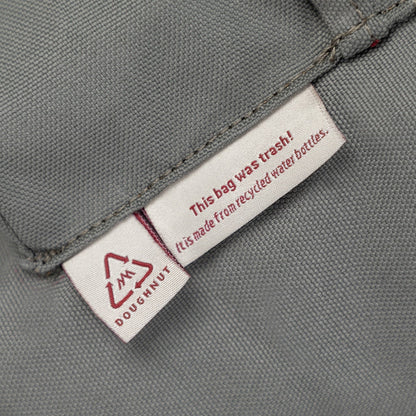 This bag was trash!
It is made from recycled water bottles.
DOUGHNUT